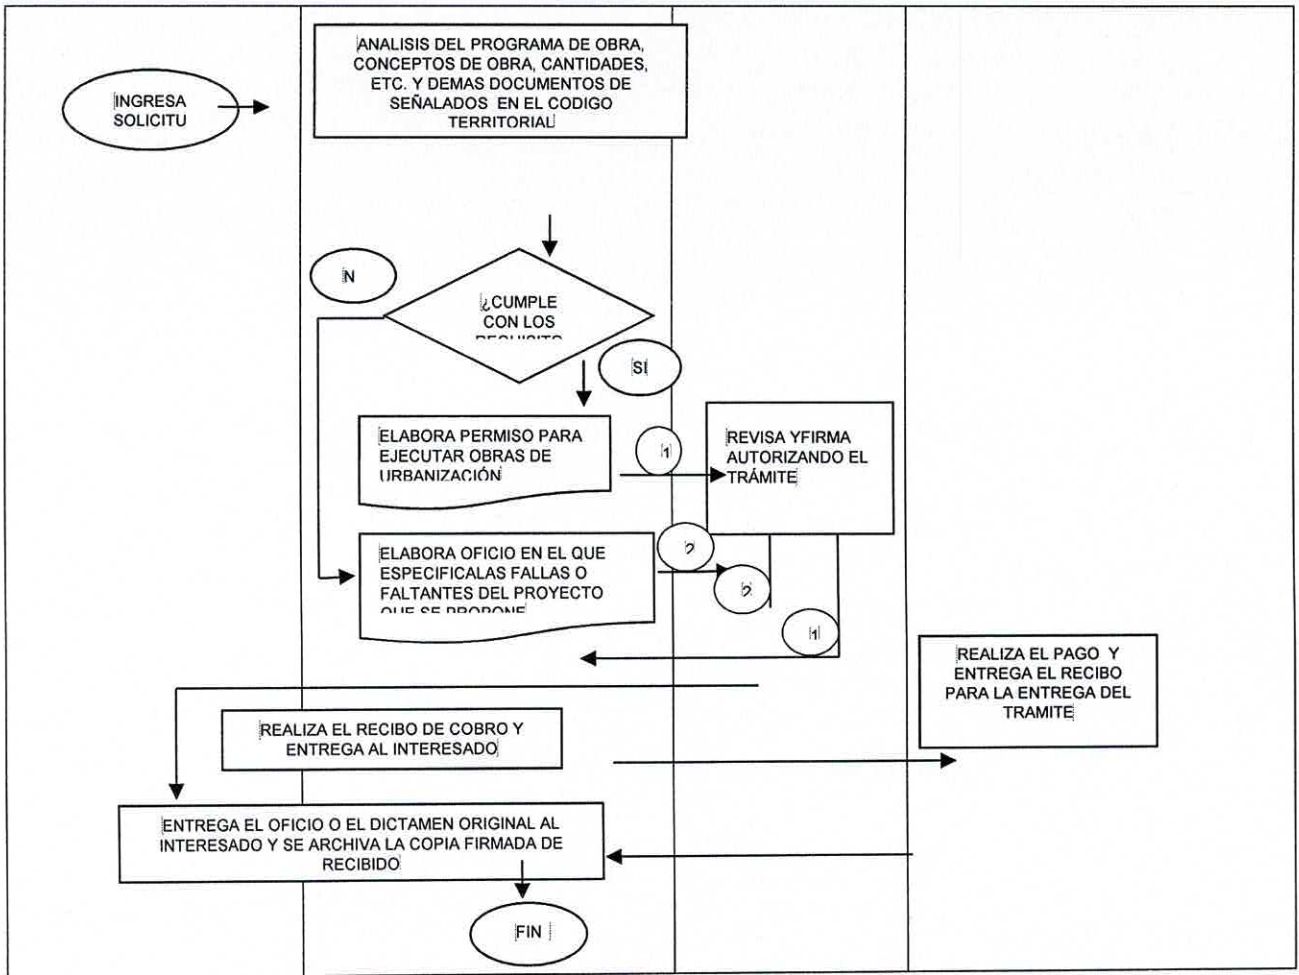 ANALISIS DEL PROGRAMA DE OBRA,
CONCEPTOS DE OBRA, CANTIDADES,
ETC. Y DEMAS DOCUMENTOS DE
SEÑALADOS EN EL CODIGO
TERRITORIAL
INGRESA
SOLICITU
N
¿CUMPLE
CON LOS
REQUISITO
SI
ELABORA PERMISO PARA
EJECUTAR OBRAS DE
URBANIZACIÓN
1
REVISA YFIRMA
AUTORIZANDO EL
TRÁMITE
ELABORA OFICIO EN EL QUE
ESPECIFICALAS FALLAS O
FALTANTES DEL PROYECTO
QUE SE PROPONE
2
2
1
REALIZA EL PAGO Y
ENTREGA EL RECIBO
PARA LA ENTREGA DEL
TRAMITE
REALIZA EL RECIBO DE COBRO Y
ENTREGA AL INTERESADO
ENTREGA EL OFICIO O EL DICTAMEN ORIGINAL AL
INTERESADO Y SE ARCHIVA LA COPIA FIRMADA DE
RECIBIDO
FIN